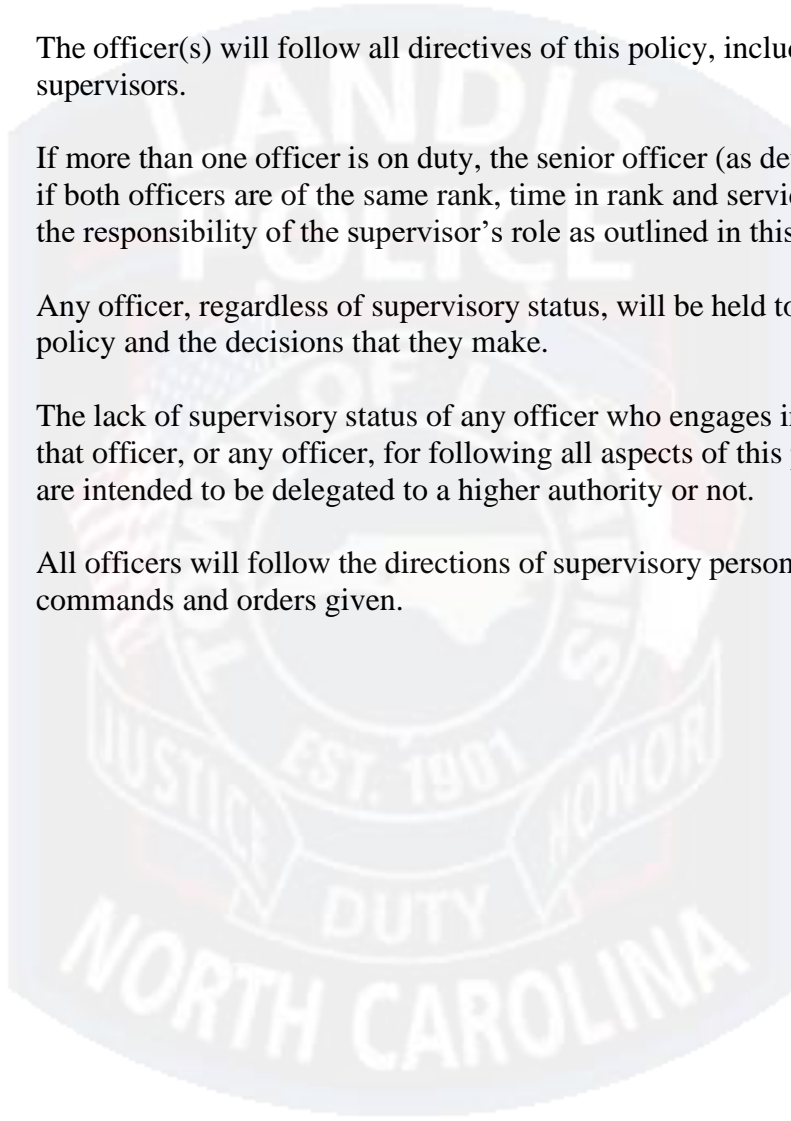 The officer(s) will follow all directives of this policy, inclu
supervisors.
If more than one officer is on duty, the senior officer (as de
if both officers are of the same rank, time in rank and servi
the responsibility of the supervisor's role as outlined in this
Any officer, regardless of supervisory status, will be held to
policy and the decisions that they make.
The lack of supervisory status of any officer who engages i
that officer, or any officer, for following all aspects of this
are intended to be delegated to a higher authority or not.
All officers will follow the directions of supervisory person
commands and orders given.
LANDIS
POLICE
TOWN OF LANDIS
EST. 1901
JUSTICE
DUTY
HONOR
NORTH CAROLINA